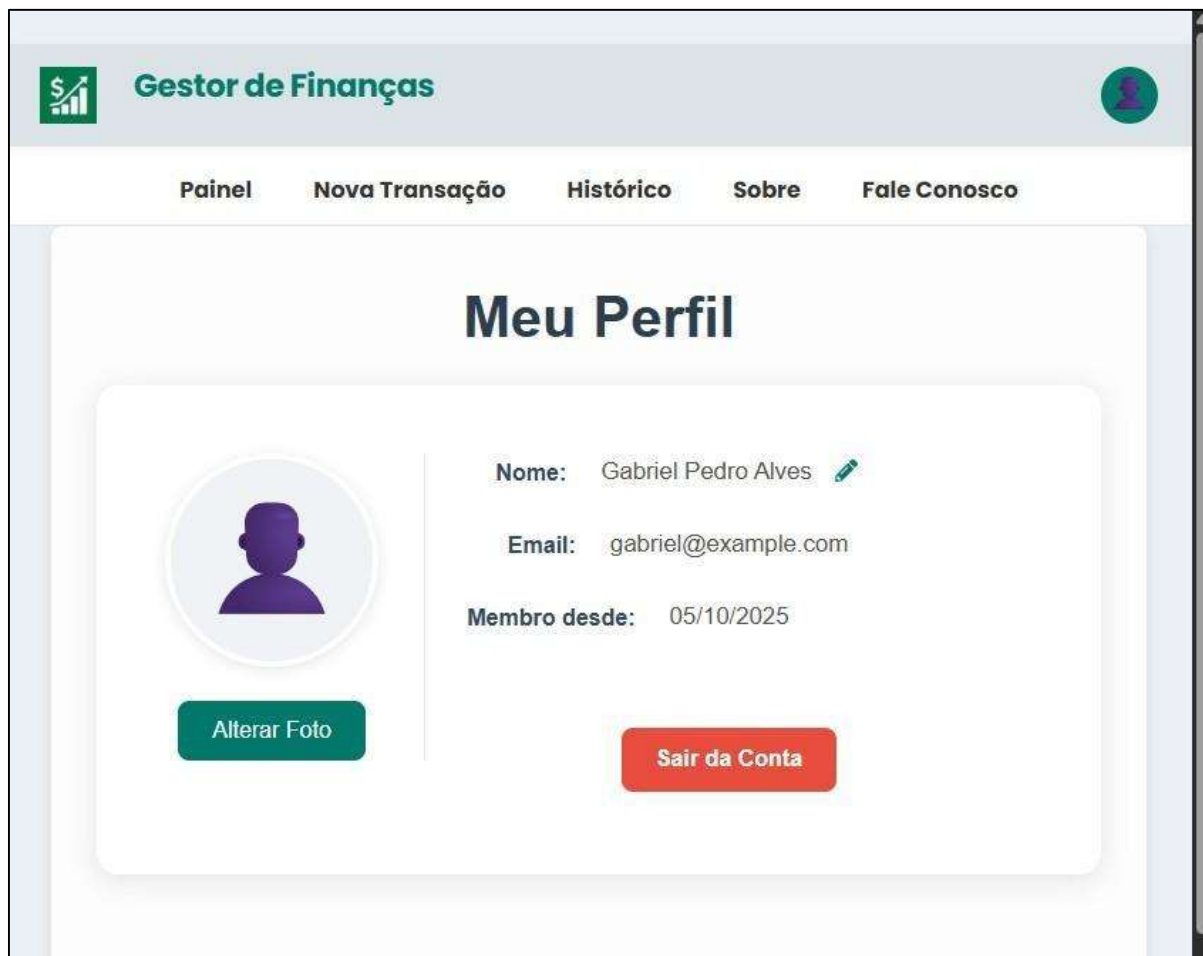 $
Gestor de Finanças
Painel Nova Transação Histórico Sobre Fale Conosco
Meu Perfil
Nome: Gabriel Pedro Alves
Email: gabriel@example.com
Membro desde: 05/10/2025
Alterar Foto
Sair da Conta